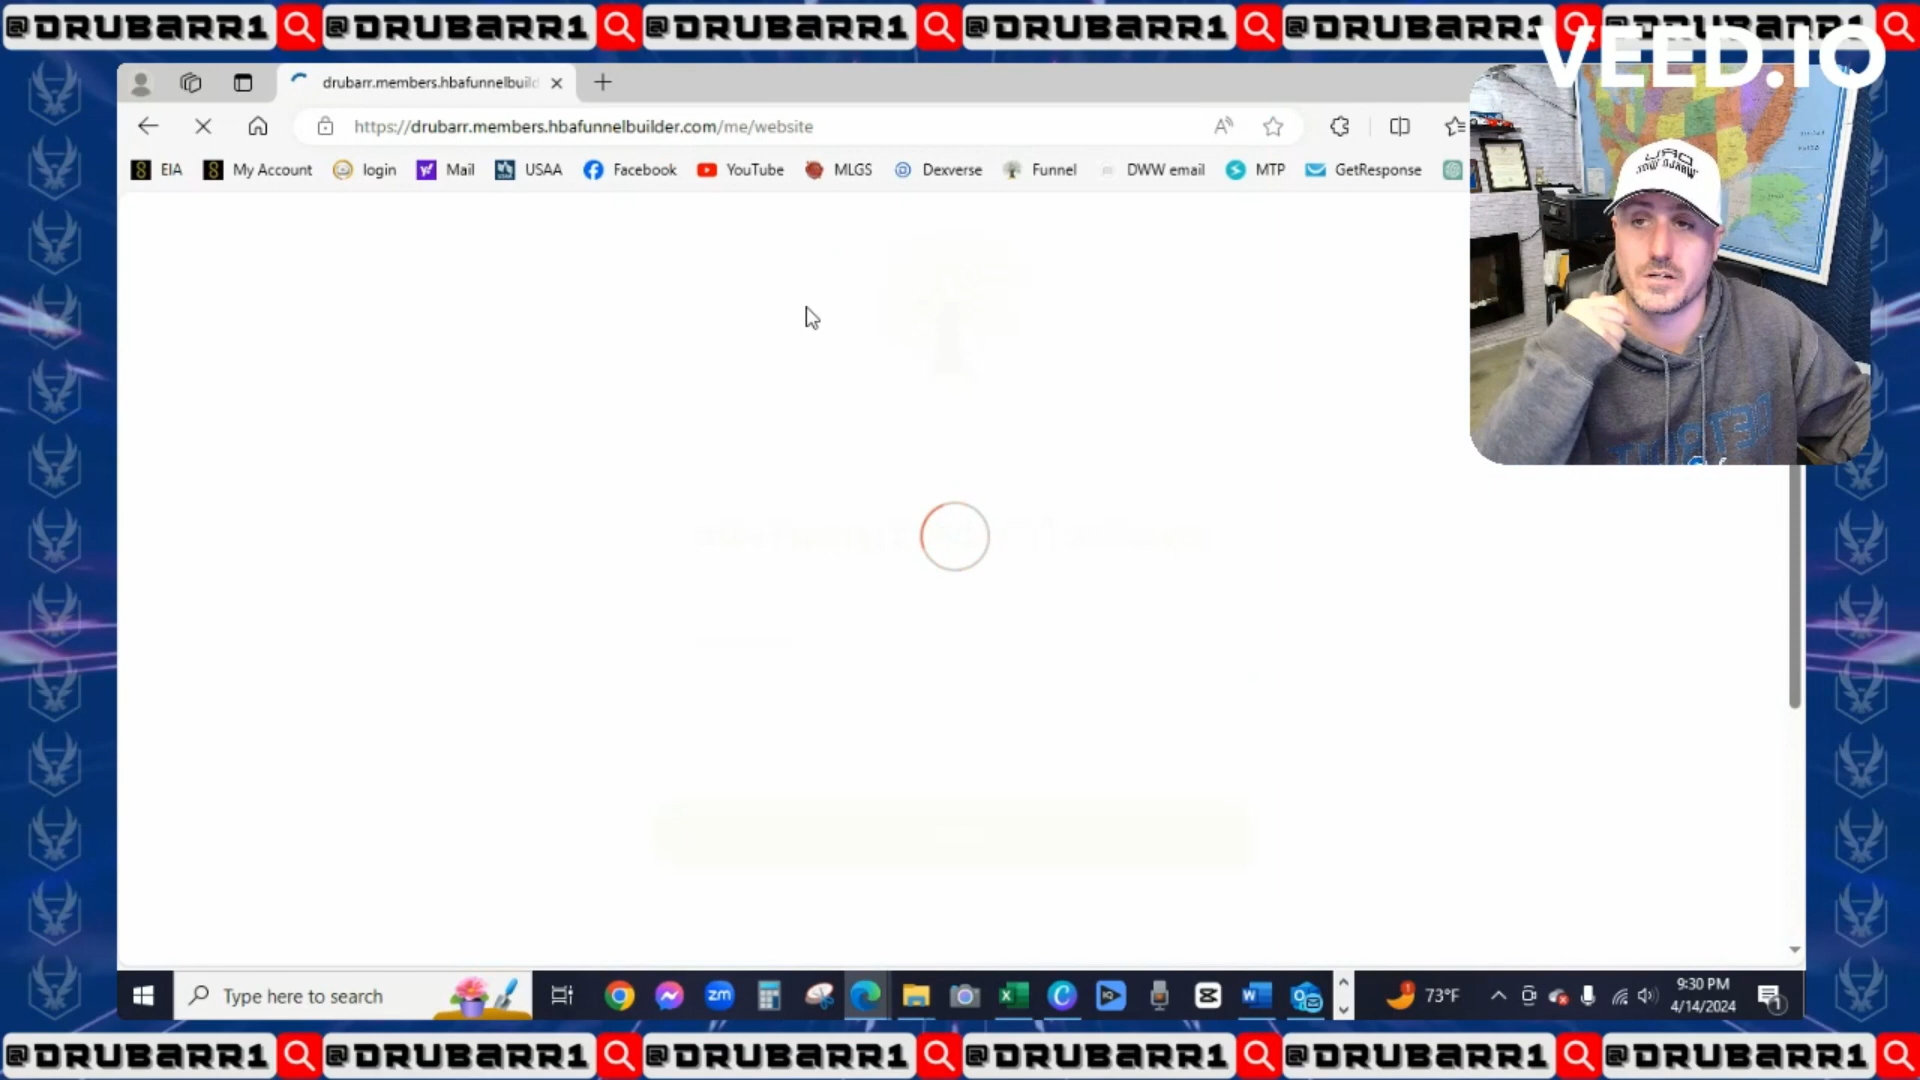 @DRUBARR1 @DRUBARR1 @DRUBARR1 @DRUBARR1 @DRUBARR1 @DRUBARR1
VEED.IO
drubarr.members.hbafunnelbuild
https://drubarr.members.hbafunnelbuilder.com/me/website
EIA My Account login Mail USAA Facebook YouTube MLGS Dexverse Funnel DWW email MTP GetResponse
Type here to search
73°F
9:30 PM
4/14/2024
1
@DRUBARR1 @DRUBARR1 @DRUBARR1 @DRUBARR1 @DRUBARR1 @DRUBARR1